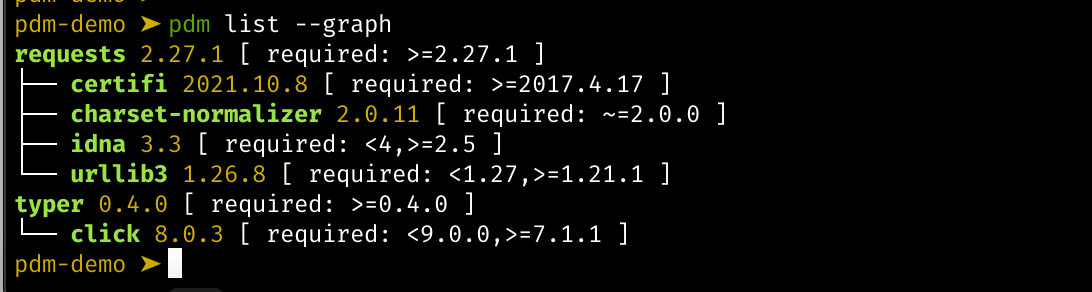 pdm-demo ➤ pdm list --graph
requests 2.27.1 [ required: >=2.27.1 ]
├── certifi 2021.10.8 [ required: >=2017.4.17 ]
├── charset-normalizer 2.0.11 [ required: ~=2.0.0 ]
├── idna 3.3 [ required: <4,>=2.5 ]
└── urllib3 1.26.8 [ required: <1.27,>=1.21.1 ]
typer 0.4.0 [ required: >=0.4.0 ]
└── click 8.0.3 [ required: <9.0.0,>=7.1.1 ]
pdm-demo ➤